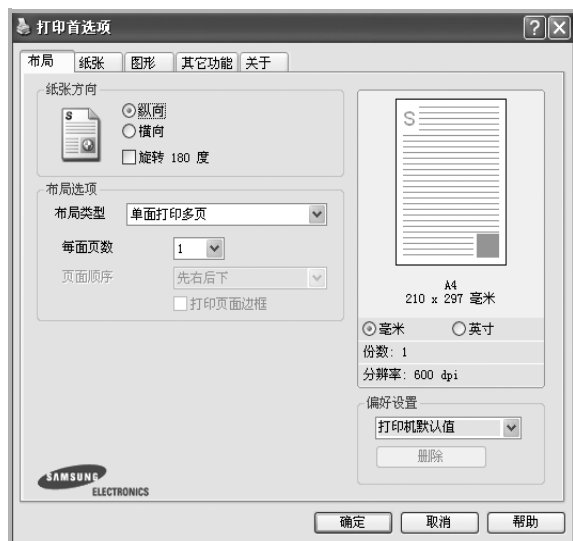 打印首选项
布局 纸张 图形 其它功能 关于
纸张方向
S
纵向
横向
旋转 180 度
布局选项
布局类型 单面打印多页
每面页数 1
页面顺序 先右后下
打印页面边框
S
A4
210 x 297 毫米
毫米 英寸
份数: 1
分辨率: 600 dpi
偏好设置
打印机默认值
删除
SAMSUNG
ELECTRONICS
确定 取消 帮助